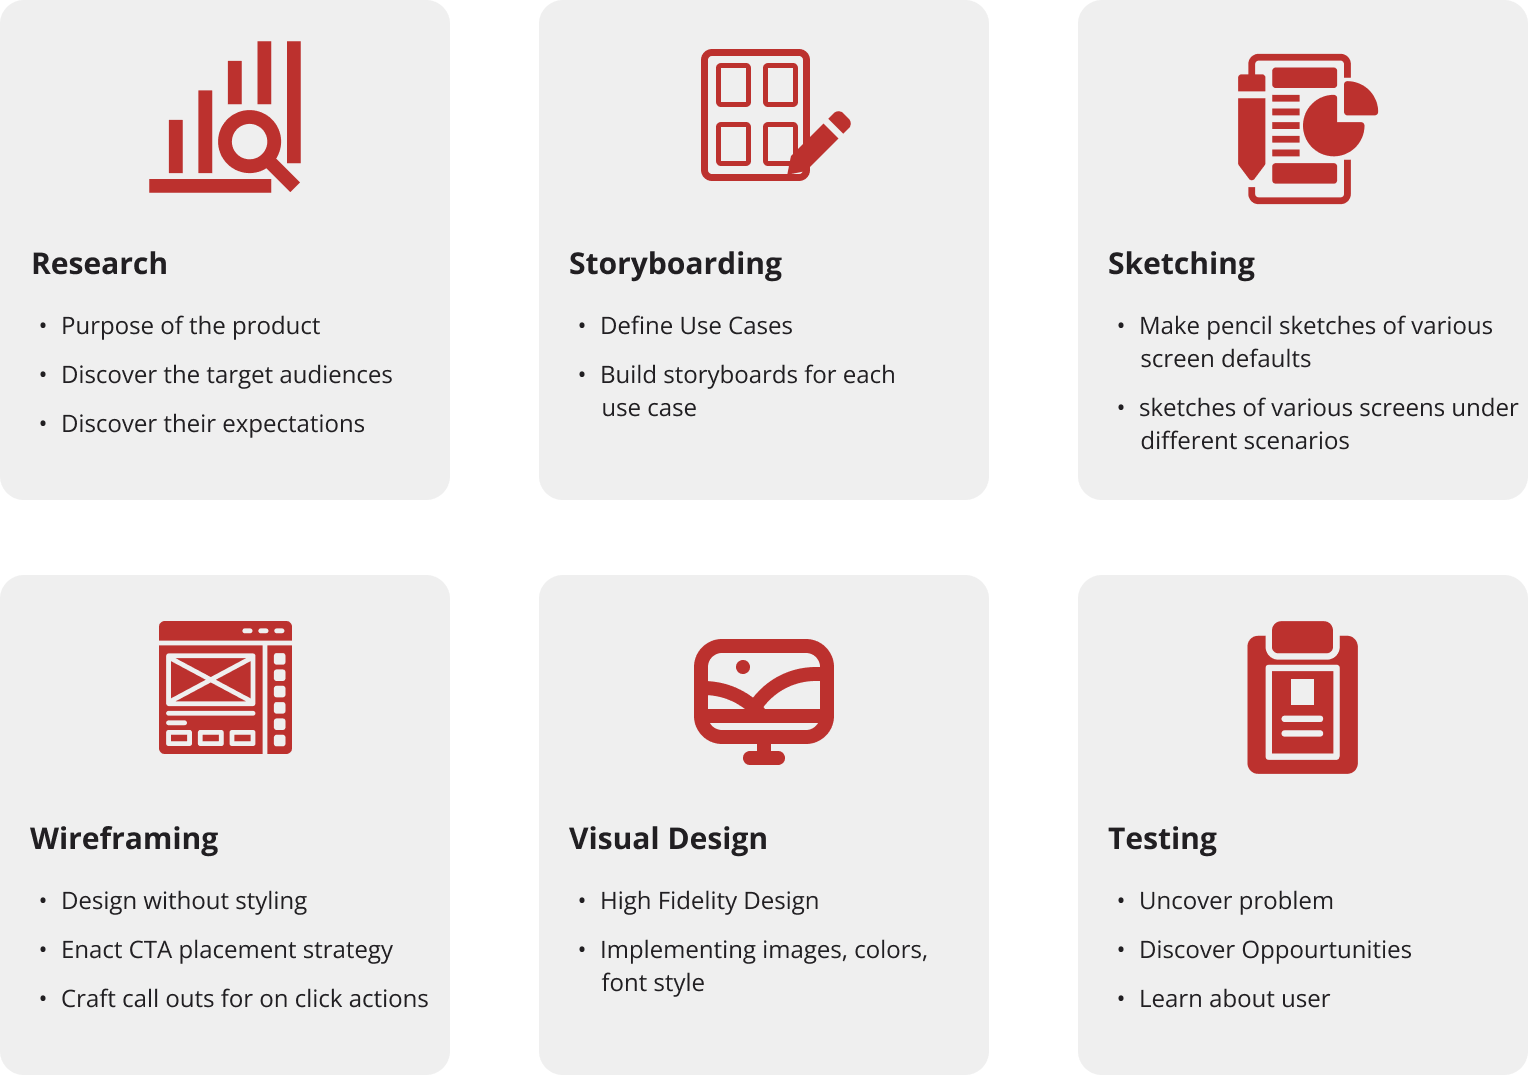 Research
• Purpose of the product
• Discover the target audiences
• Discover their expectations
Storyboarding
• Define Use Cases
• Build storyboards for each
use case
Sketching
• Make pencil sketches of various
screen defaults
• sketches of various screens under
different scenarios
Wireframing
• Design without styling
• Enact CTA placement strategy
• Craft call outs for on click actions
Visual Design
• High Fidelity Design
• Implementing images, colors,
font style
Testing
• Uncover problem
• Discover Oppourtunities
• Learn about user